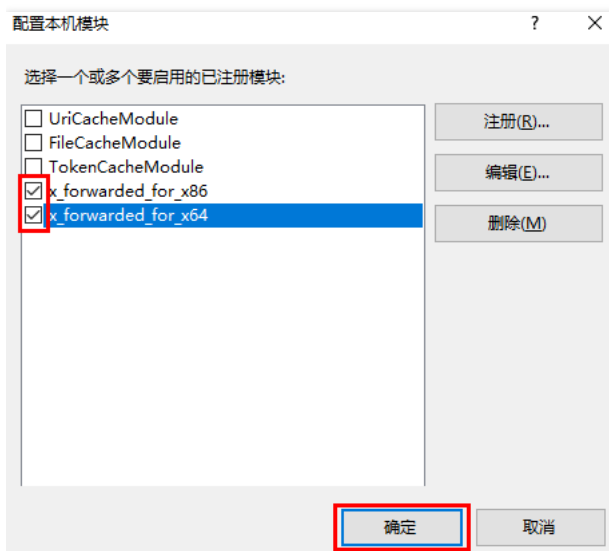 配置本机模块
?
×
选择一个或多个要启用的已注册模块:
UriCacheModule
FileCacheModule
TokenCacheModule
x_forwarded_for_x86
x_forwarded_for_x64
注册(R)...
编辑(E)...
删除(M)
确定
取消